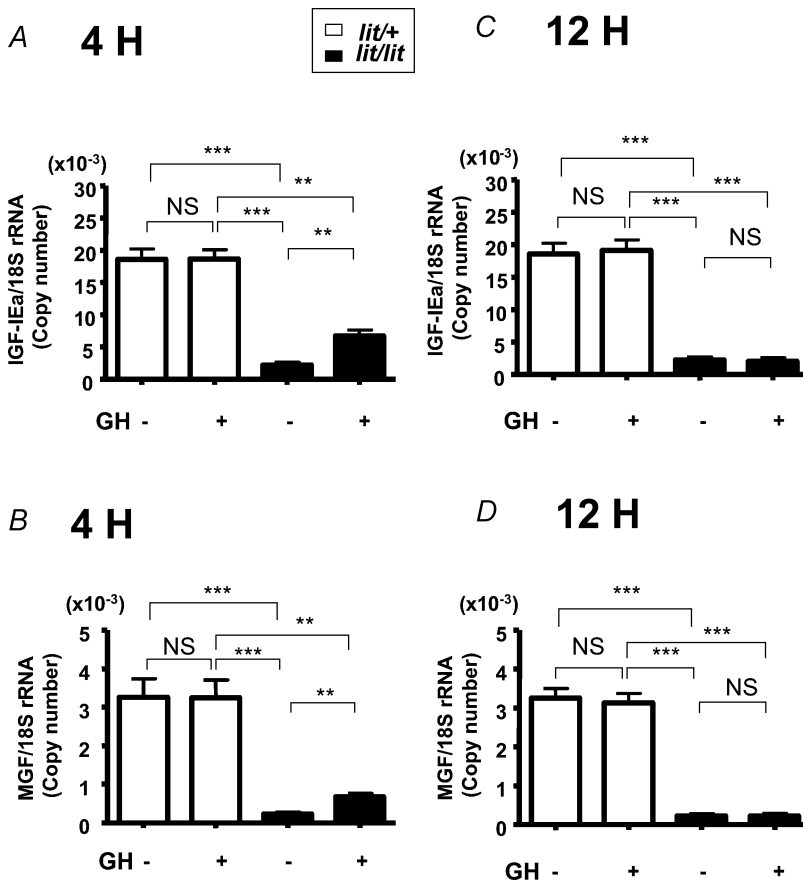 A 4 H
lit/+
lit/lit
C 12 H
(x10-3)
IGF-IEa/18S rRNA
(Copy number)
30
25
20
15
10
5
0
***
**
NS
***
**
GH - + - +
(x10-3)
IGF-IEa/18S rRNA
(Copy number)
30
25
20
15
10
5
0
***
***
NS
***
NS
GH - + - +
B 4 H
(x10-3)
MGF/18S rRNA
(Copy number)
5
4
3
2
1
0
***
**
NS
***
**
GH - + - +
D 12 H
(x10-3)
MGF/18S rRNA
(Copy number)
5
4
3
2
1
0
***
***
NS
***
NS
GH - + - +